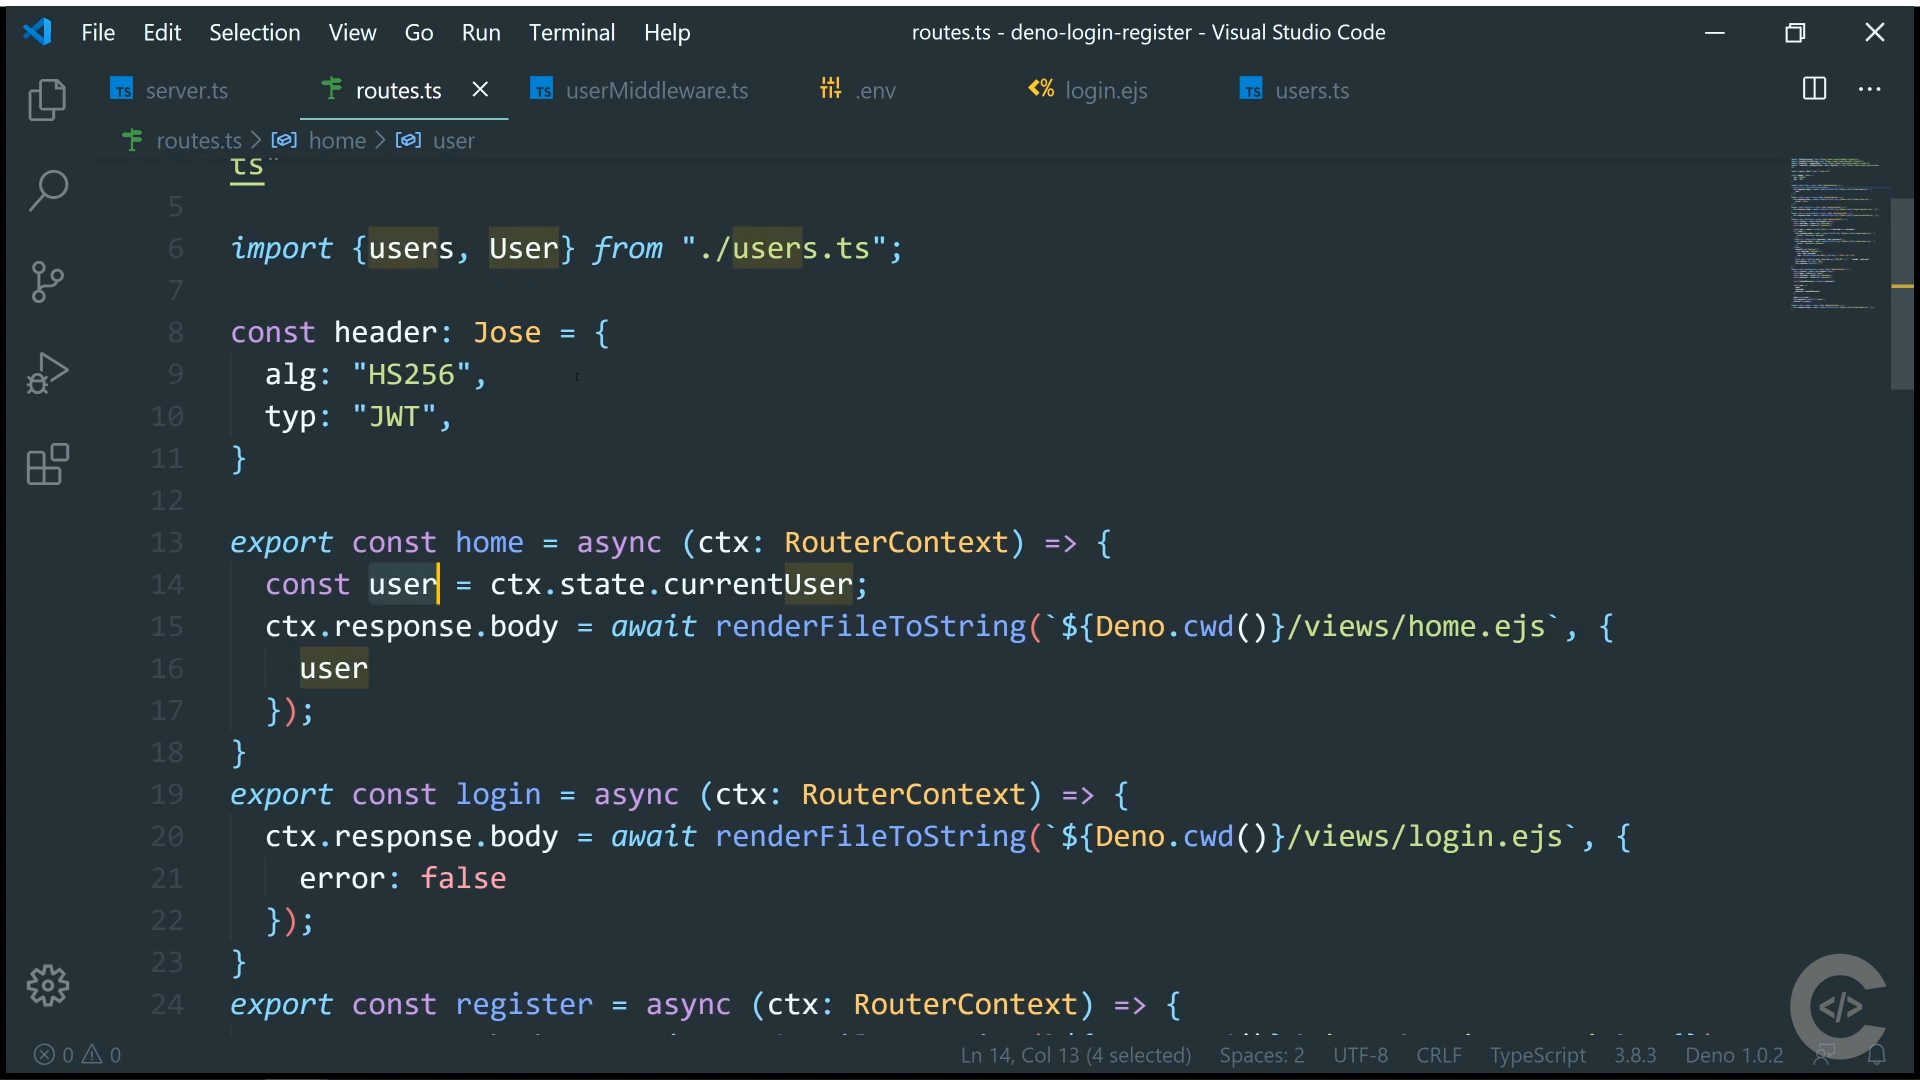 File Edit Selection View Go Run Terminal Help routes.ts - deno-login-register - Visual Studio Code
TS server.ts routes.ts TS userMiddleware.ts .env <% login.ejs TS users.ts
routes.ts > home > user
ts"
5
6 import {users, User} from "./users.ts";
7
8 const header: Jose = {
9 alg: "HS256",
10 typ: "JWT",
11 }
12
13 export const home = async (ctx: RouterContext) => {
14 const user = ctx.state.currentUser;
15 ctx.response.body = await renderFileToString(`${Deno.cwd()}/views/home.ejs`, {
16 user
17 });
18 }
19 export const login = async (ctx: RouterContext) => {
20 ctx.response.body = await renderFileToString(`${Deno.cwd()}/views/login.ejs`, {
21 error: false
22 });
23 }
24 export const register = async (ctx: RouterContext) => {
0 0 Ln 14, Col 13 (4 selected) Spaces: 2 UTF-8 CRLF TypeScript 3.8.3 Deno 1.0.2